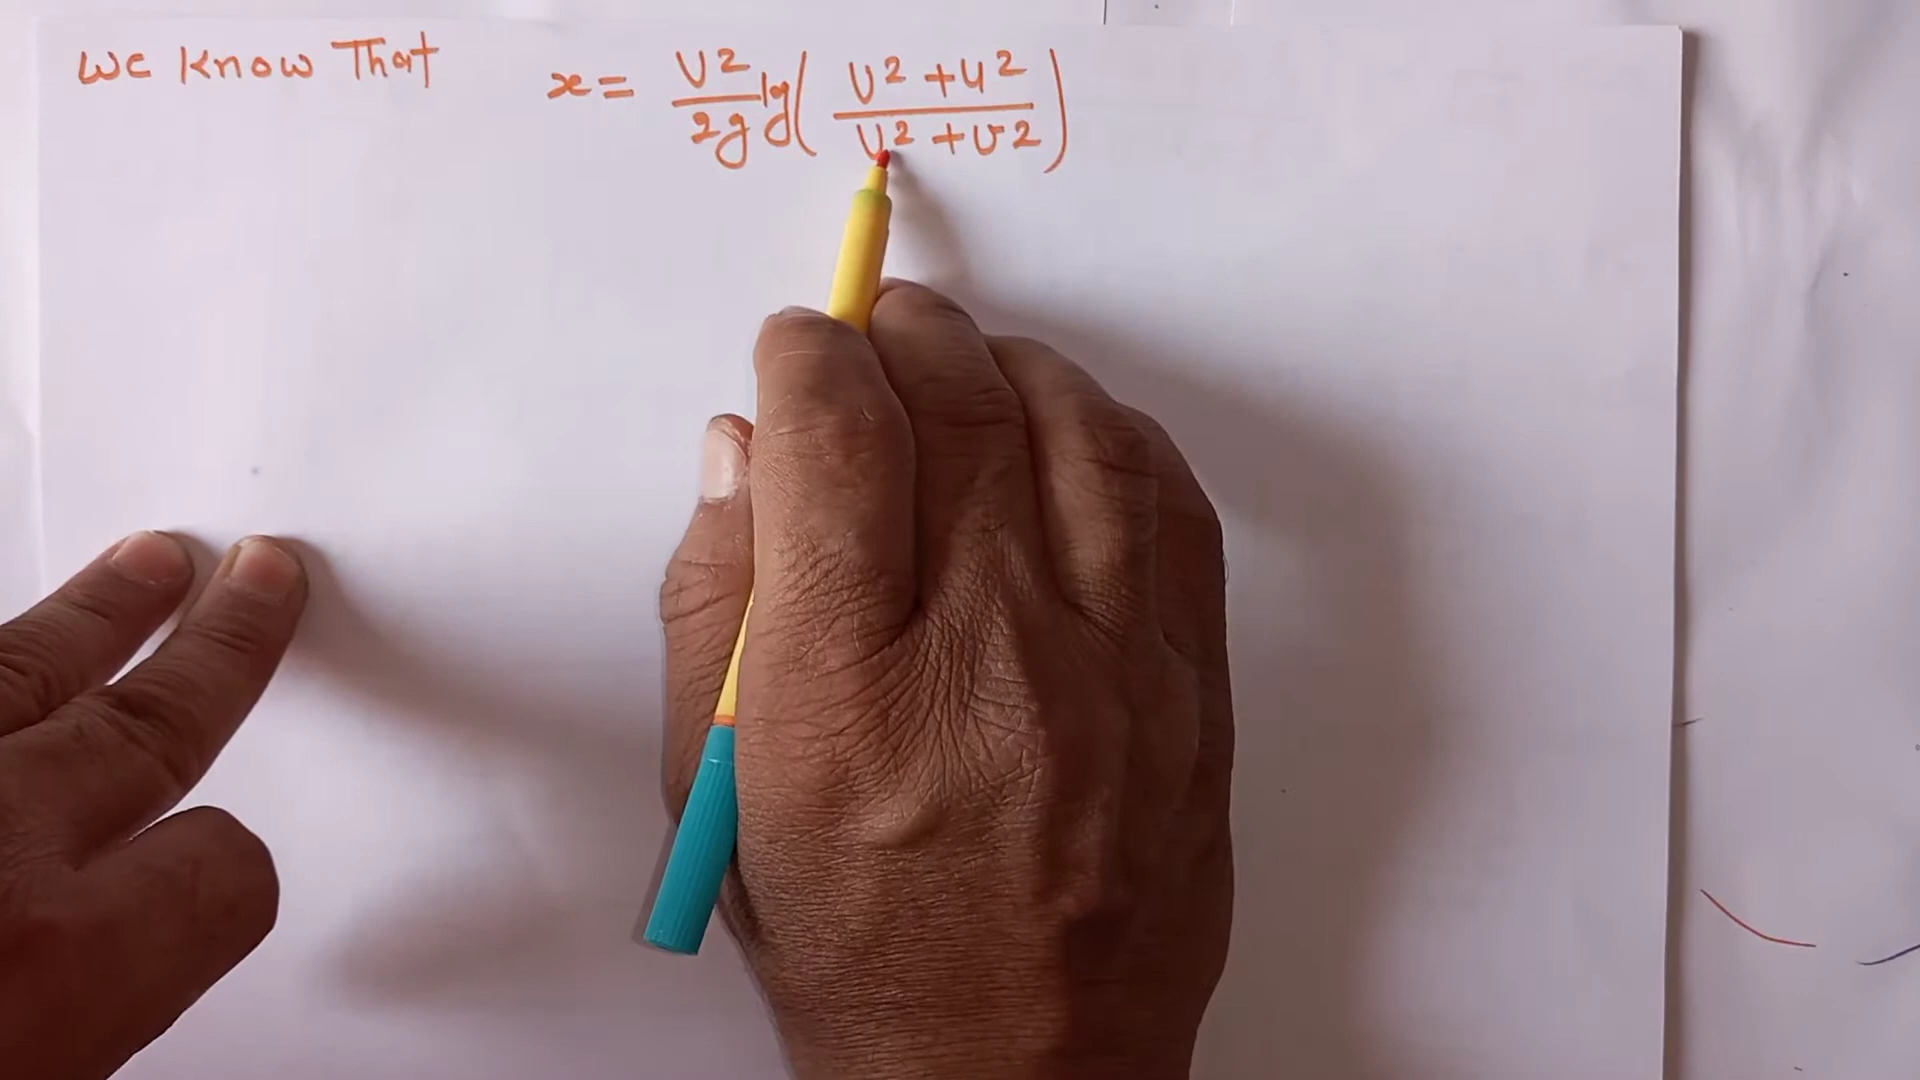 We Know That x = V²/2g log( V² + u² / V² + v² )